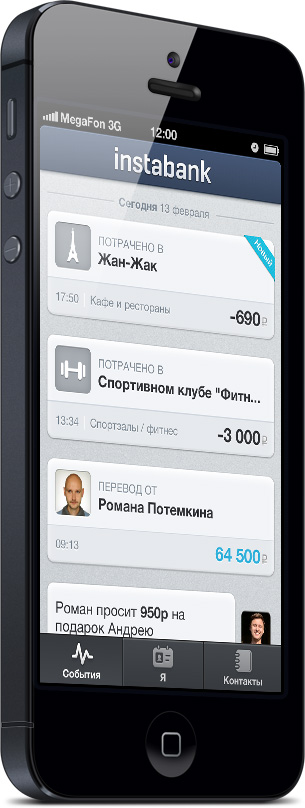 MegaFon 3G 12:00
instabank
Сегодня 13 февраля
Новый
ПОТРАЧЕНО В
Жан-Жак
17:50 Кафе и рестораны -690₽
ПОТРАЧЕНО В
Спортивном клубе "Фитн...
13:34 Спортзалы / фитнес -3 000₽
ПЕРЕВОД ОТ
Романа Потемкина
09:13 64 500₽
Роман просит 950р на
подарок Андрею
События Я Контакты